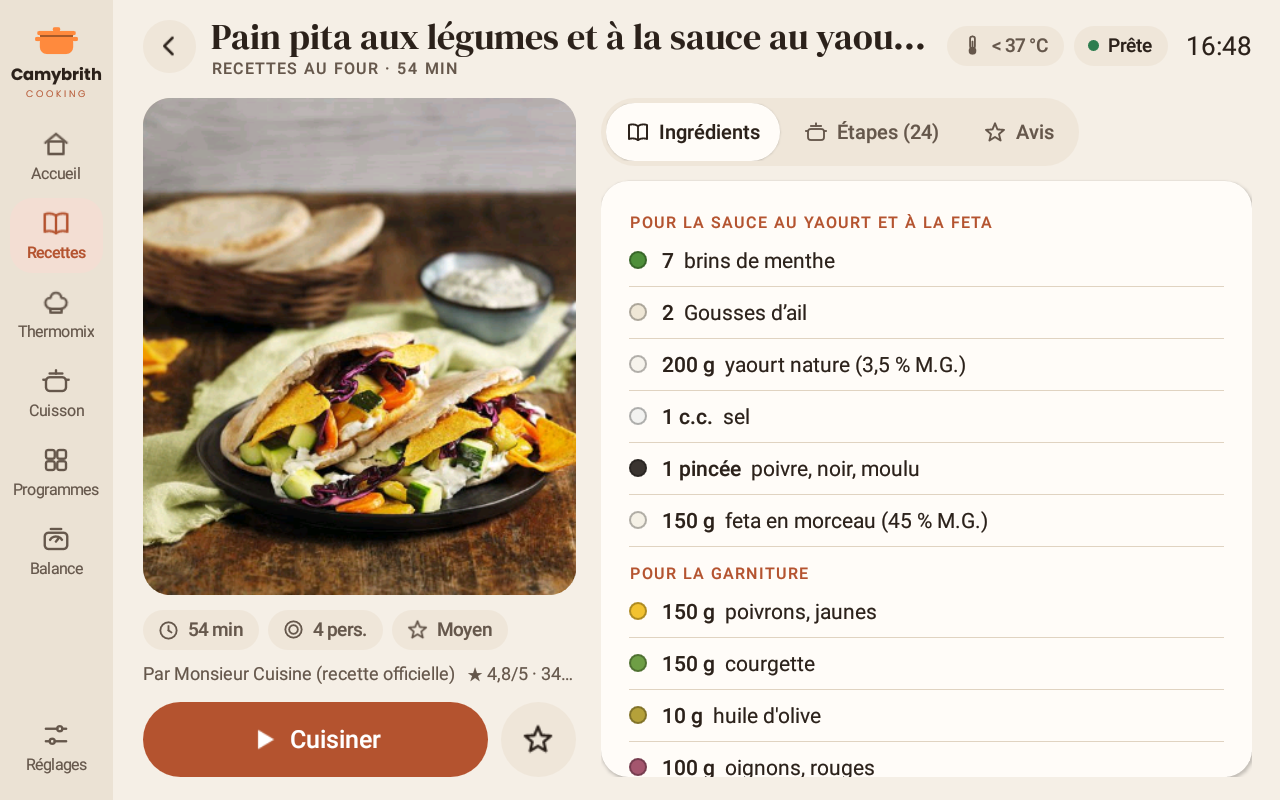 Camybrith
COOKING
Accueil
Recettes
Thermomix
Cuisson
Programmes
Balance
Réglages
Pain pita aux légumes et à la sauce au yaou...
RECETTES AU FOUR · 54 MIN
< 37 °C
Prête
16:48
54 min
4 pers.
Moyen
Par Monsieur Cuisine (recette officielle) ★ 4,8/5 · 34...
Cuisiner
Ingrédients
Étapes (24)
Avis
POUR LA SAUCE AU YAOURT ET À LA FETA
7 brins de menthe
2 Gousses d’ail
200 g yaourt nature (3,5 % M.G.)
1 c.c. sel
1 pincée poivre, noir, moulu
150 g feta en morceau (45 % M.G.)
POUR LA GARNITURE
150 g poivrons, jaunes
150 g courgette
10 g huile d'olive
100 g oignons, rouges